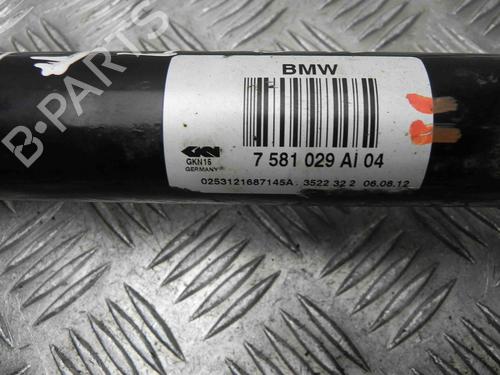 BMW
7 581 029 AI 04
GKN
GKN16
GERMANY
0253121687145A. 3522 32 2 06.08.12
B-PARTS